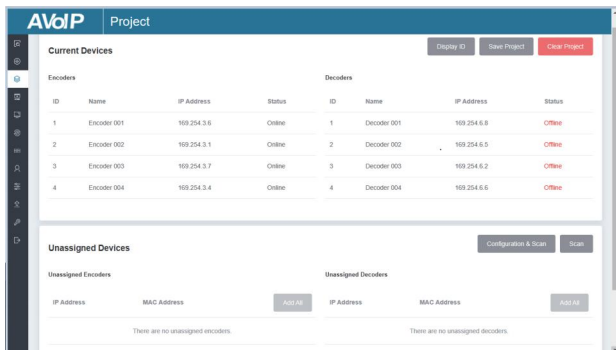 AVoIP Project
Current Devices Display ID Save Project Clear Project
Encoders Decoders
ID Name IP Address Status ID Name IP Address Status
1 Encoder 001 169.254.3.6 Online 1 Decoder 001 169.254.6.8 Offline
2 Encoder 002 169.254.3.1 Online 2 Decoder 002 169.254.6.5 Offline
3 Encoder 003 169.254.3.7 Online 3 Decoder 003 169.254.6.2 Offline
4 Encoder 004 169.254.3.4 Online 4 Decoder 004 169.254.6.6 Offline
Unassigned Devices Configuration & Scan Scan
Unassigned Encoders Unassigned Decoders
IP Address MAC Address Add All IP Address MAC Address Add All
There are no unassigned encoders. There are no unassigned decoders.